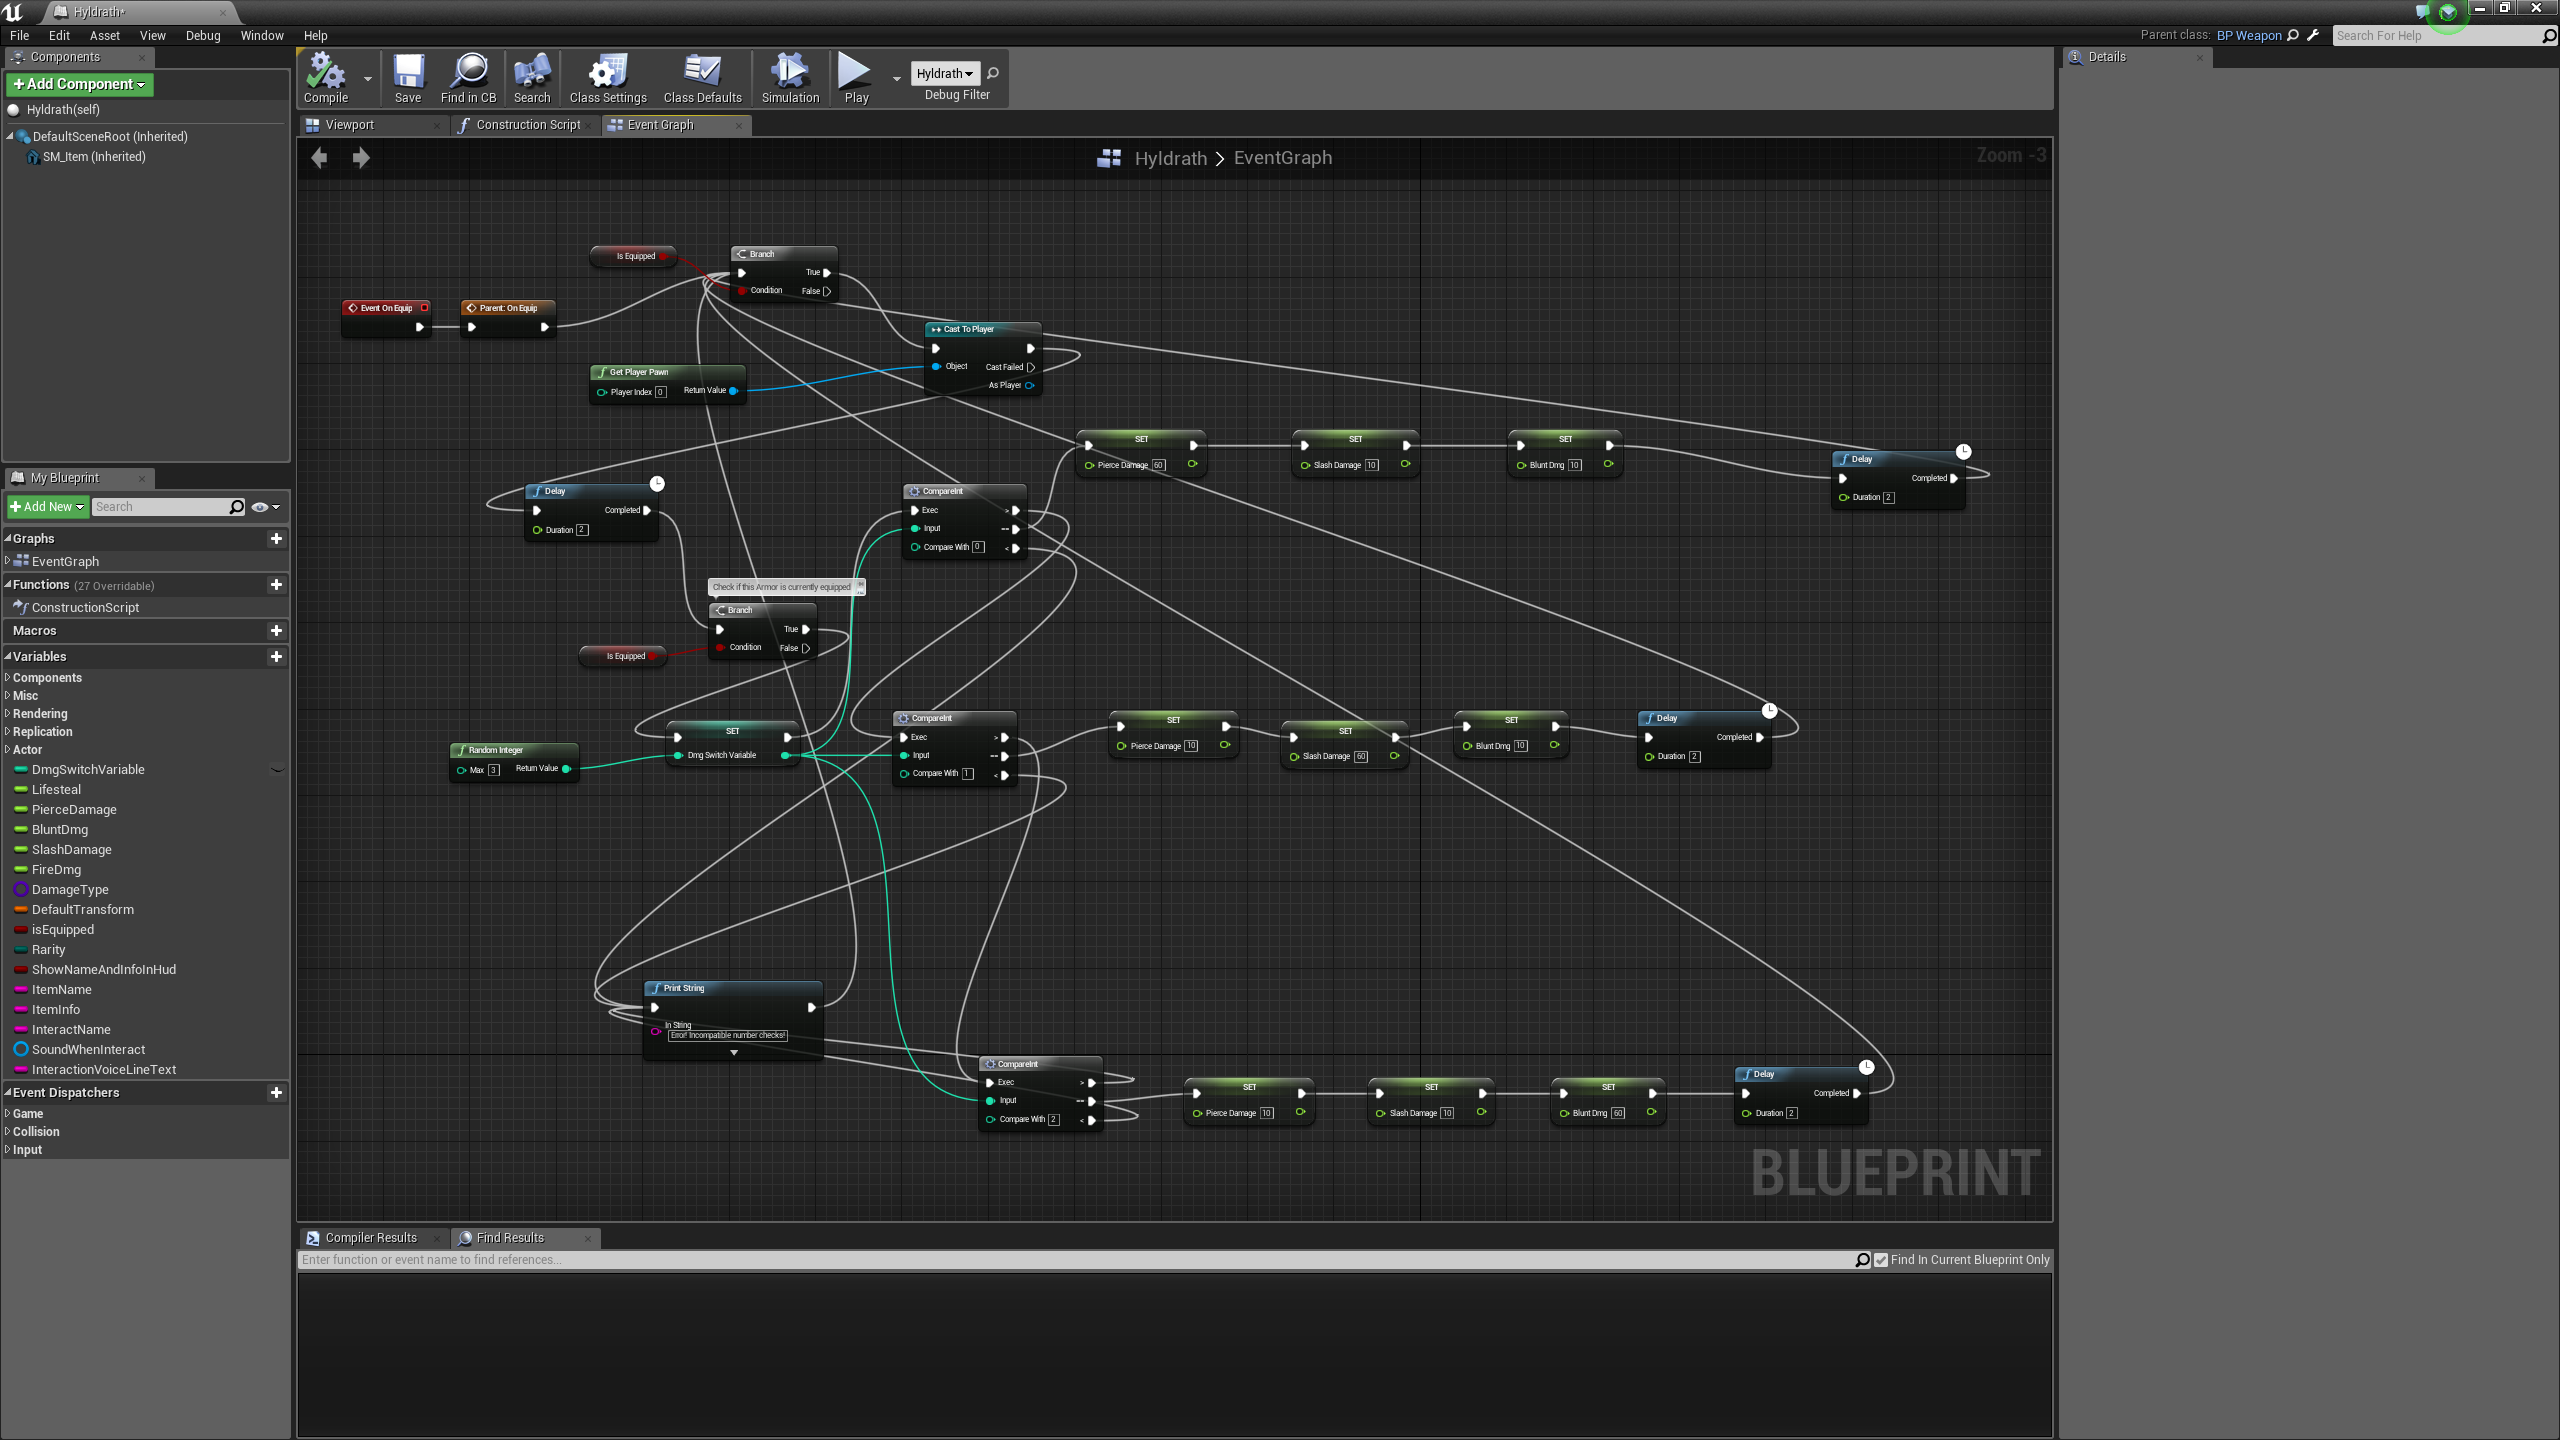 Hyldrath*
File Edit Asset View Debug Window Help
Parent class: BP Weapon
Search For Help
Components
+Add Component
Hyldrath(self)
DefaultSceneRoot (Inherited)
SM_Item (Inherited)
Compile
Save
Find in CB
Search
Class Settings
Class Defaults
Simulation
Play
Hyldrath
Debug Filter
Details
Viewport
Construction Script
Event Graph
Hyldrath > EventGraph
Zoom -3
Is Equipped
Branch
True
Condition
False
Event On Equip
Parent: On Equip
Cast To Player
Object
Cast Failed
As Player
Get Player Pawn
Player Index 0
Return Value
SET
Pierce Damage 60
SET
Slash Damage 10
SET
Blunt Dmg 10
Delay
Completed
Duration 2
Delay
Completed
Duration 2
CompareInt
Exec >
Input ==
Compare With 0 <
Check if this Armor is currently equipped
Branch
True
Condition
False
Is Equipped
SET
Dmg Switch Variable
Random Integer
Max 3
Return Value
CompareInt
Exec >
Input ==
Compare With 1 <
SET
Pierce Damage 10
SET
Slash Damage 60
SET
Blunt Dmg 10
Delay
Completed
Duration 2
Print String
In String
Error! Incompatible number checks!
CompareInt
Exec >
Input ==
Compare With 2 <
SET
Pierce Damage 10
SET
Slash Damage 10
SET
Blunt Dmg 60
Delay
Completed
Duration 2
BLUEPRINT
My Blueprint
+Add New
Search
Graphs
EventGraph
Functions (27 Overridable)
ConstructionScript
Macros
Variables
Components
Misc
Rendering
Replication
Actor
DmgSwitchVariable
Lifesteal
PierceDamage
BluntDmg
SlashDamage
FireDmg
DamageType
DefaultTransform
isEquipped
Rarity
ShowNameAndInfoInHud
ItemName
ItemInfo
InteractName
SoundWhenInteract
InteractionVoiceLineText
Event Dispatchers
Game
Collision
Input
Compiler Results
Find Results
Enter function or event name to find references...
Find In Current Blueprint Only